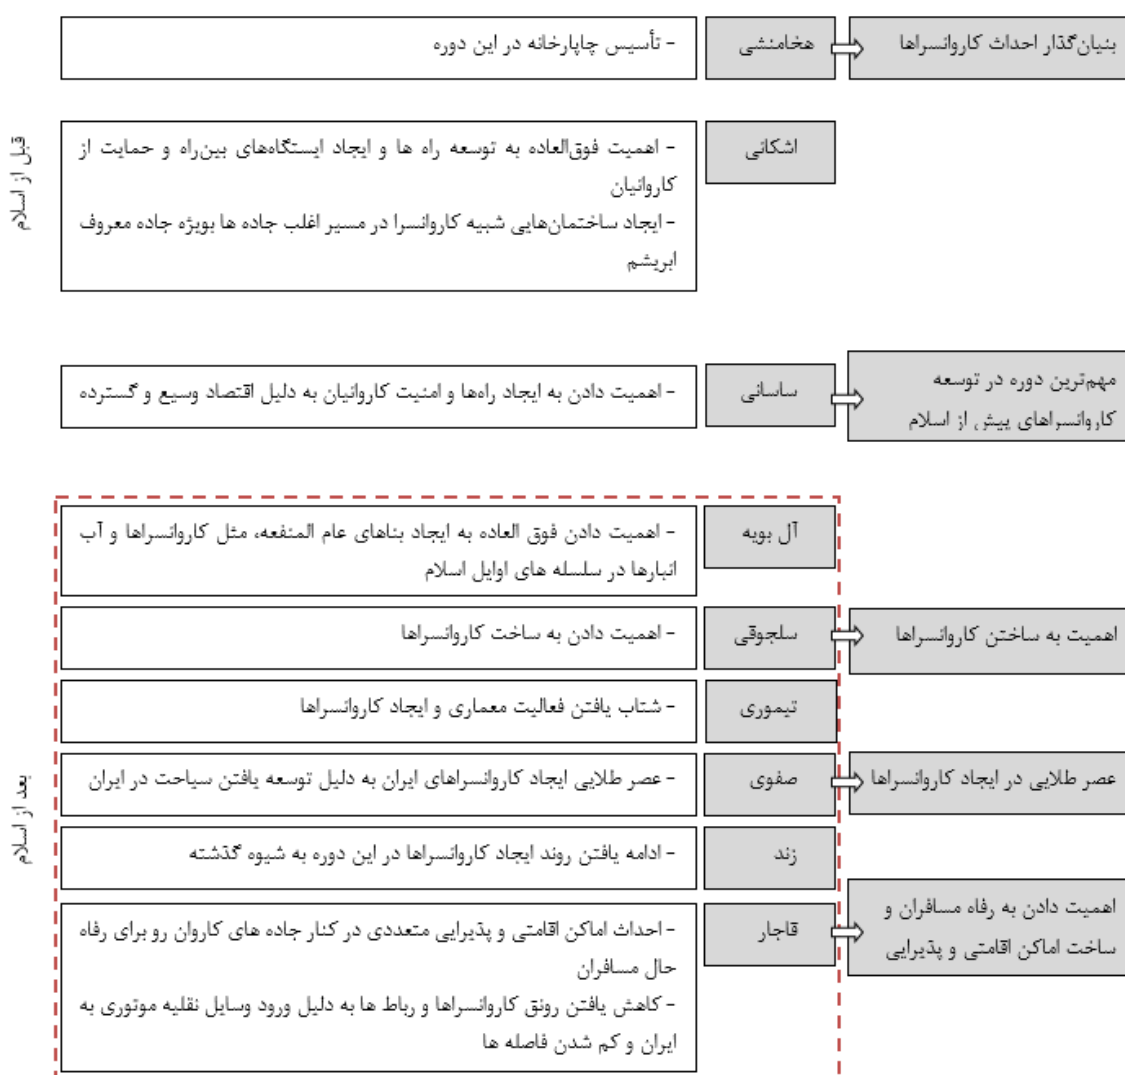 بنیان‌گذار احداث کاروانسراها
هخامنشی
- تأسیس چاپارخانه در این دوره
قبل از اسلام
اشکانی
- اهمیت فوق‌العاده به توسعه راه ها و ایجاد ایستگاه‌های بین‌راه و حمایت از
کاروانیان
- ایجاد ساختمان‌هایی شبیه کاروانسرا در مسیر اغلب جاده ها بویژه جاده معروف
ابریشم
مهم‌ترین دوره در توسعه
کاروانسراهای پیش از اسلام
ساسانی
- اهمیت دادن به ایجاد راه‌ها و امنیت کاروانیان به دلیل اقتصاد وسیع و گسترده
آل بویه
- اهمیت دادن فوق العاده به ایجاد بناهای عام المنفعه، مثل کاروانسراها و آب
انبارها در سلسله های اوایل اسلام
اهمیت به ساختن کاروانسراها
سلجوقی
- اهمیت دادن به ساخت کاروانسراها
تیموری
- شتاب یافتن فعالیت معماری و ایجاد کاروانسراها
عصر طلایی در ایجاد کاروانسراها
صفوی
- عصر طلایی ایجاد کاروانسراهای ایران به دلیل توسعه یافتن سیاحت در ایران
بعد از اسلام
زند
- ادامه یافتن روند ایجاد کاروانسراها در این دوره به شیوه گذشته
اهمیت دادن به رفاه مسافران و
ساخت اماکن اقامتی و پذیرایی
قاجار
- احداث اماکن اقامتی و پذیرایی متعددی در کنار جاده های کاروان رو برای رفاه
حال مسافران
- کاهش یافتن رونق کاروانسراها و رباط ها به دلیل ورود وسایل نقلیه موتوری به
ایران و کم شدن فاصله ها